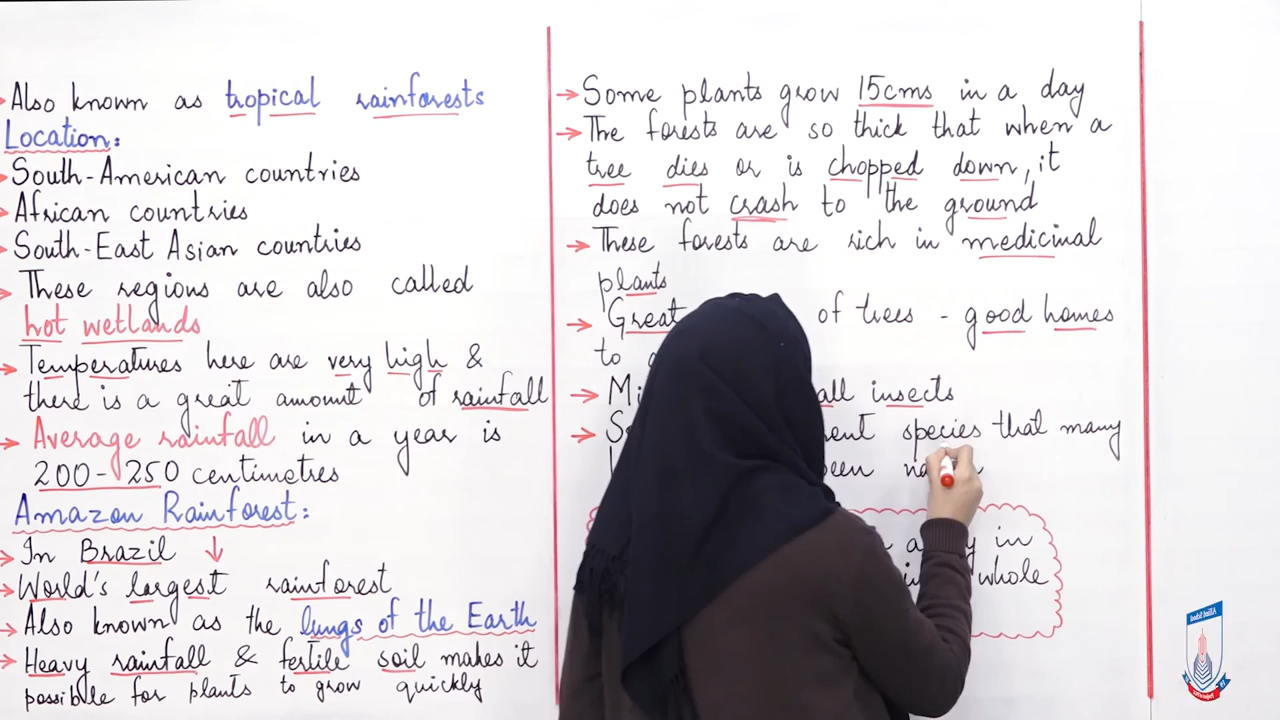 Also known as tropical rainforests
Location:
South-American countries
African countries
South-East Asian countries
These regions are also called
hot wetlands
Temperatures here are very high &
there is a great amount of rainfall
Average rainfall in a year is
200-250 centimetres
Amazon Rainforest:
In Brazil ↓
World's largest rainforest
Also known as the lungs of the Earth
Heavy rainfall & fertile soil makes it
possible for plants to grow quickly
Some plants grow 15cms in a day
The forests are so thick that when a
tree dies or is chopped down, it
does not crash to the ground
These forests are rich in medicinal
plants
Great of trees - good homes
to
insects
species that many
in
whole